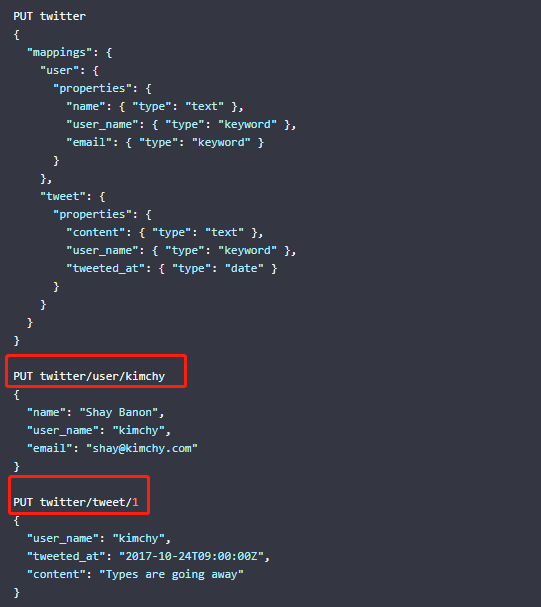 PUT twitter
{
  "mappings": {
    "user": {
      "properties": {
        "name": { "type": "text" },
        "user_name": { "type": "keyword" },
        "email": { "type": "keyword" }
      }
    },
    "tweet": {
      "properties": {
        "content": { "type": "text" },
        "user_name": { "type": "keyword" },
        "tweeted_at": { "type": "date" }
      }
    }
  }
}
PUT twitter/user/kimchy
{
  "name": "Shay Banon",
  "user_name": "kimchy",
  "email": "shay@kimchy.com"
}
PUT twitter/tweet/1
{
  "user_name": "kimchy",
  "tweeted_at": "2017-10-24T09:00:00Z",
  "content": "Types are going away"
}